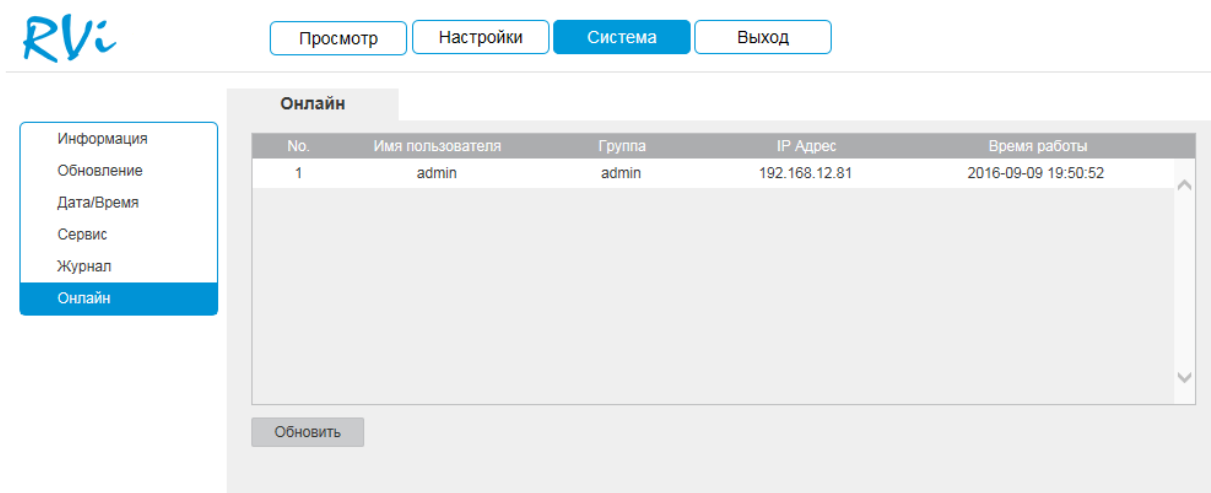 RVi
Просмотр Настройки Система Выход
Онлайн
Информация
Обновление
Дата/Время
Сервис
Журнал
Онлайн
No. Имя пользователя Группа IP Адрес Время работы
1 admin admin 192.168.12.81 2016-09-09 19:50:52
Обновить